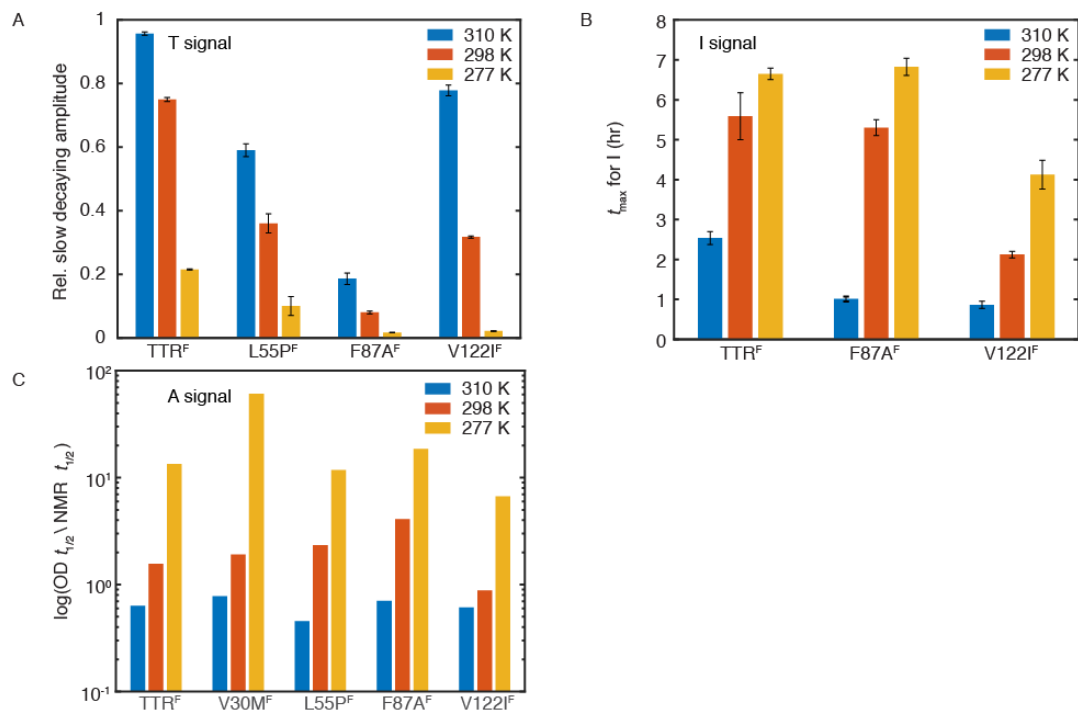 A
T signal
310 K
298 K
277 K
Rel. slow decaying amplitude
1
0.8
0.6
0.4
0.2
0
TTRF L55PF F87AF V122IF
B
I signal
310 K
298 K
277 K
tmax for I (hr)
8
7
6
5
4
3
2
1
0
TTRF F87AF V122IF
C
A signal
310 K
298 K
277 K
log(OD t1/2 \ NMR t1/2)
102
101
100
10-1
TTRF V30MF L55PF F87AF V122IF